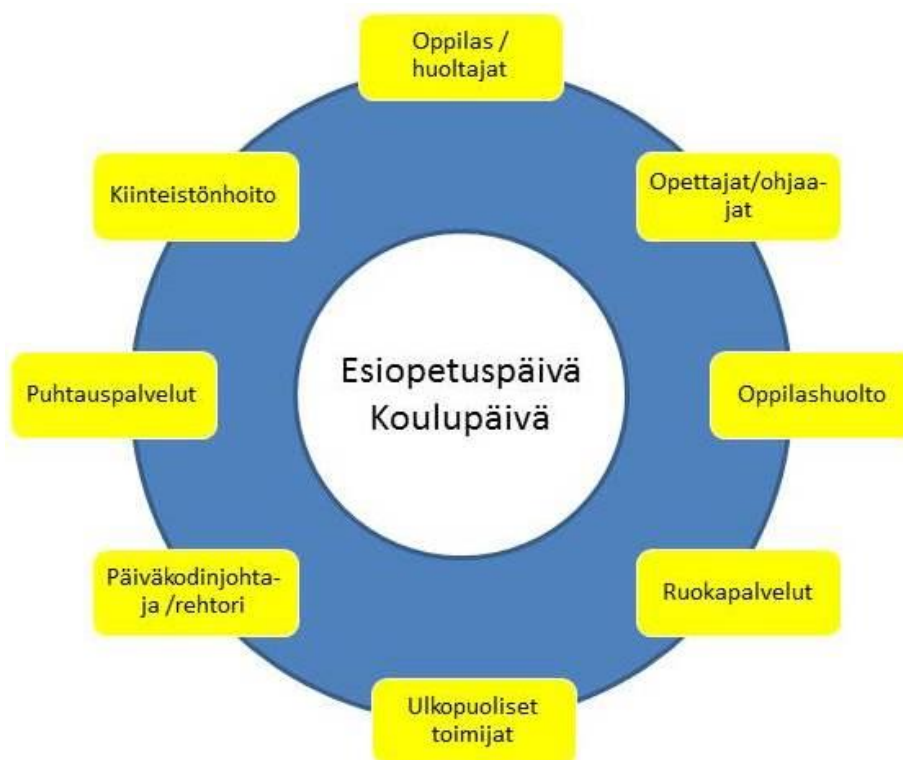 Oppilas /
huoltajat
Opettajat/ohjaa-
jat
Oppilashuolto
Ruokapalvelut
Ulkopuoliset
toimijat
Päiväkodinjohta-
ja /rehtori
Puhtauspalvelut
Kiinteistönhoito
Esiopetuspäivä
Koulupäivä